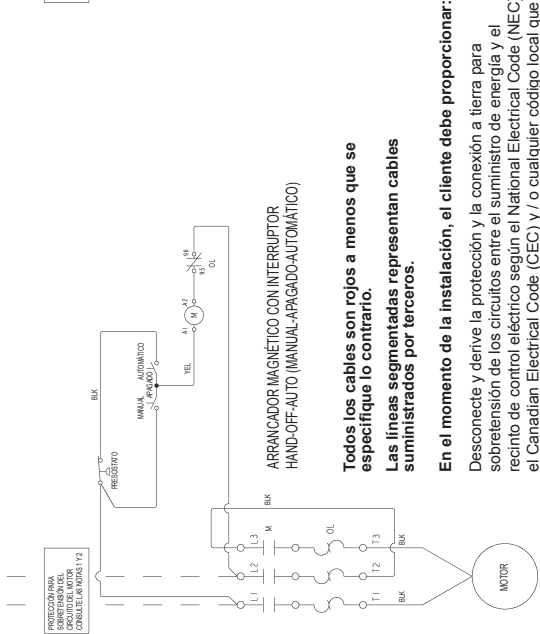 PROTECCIÓN PARA
SOBRETENSIÓN DEL
CIRCUITO DEL MOTOR
CONSULTE LAS NOTAS 1 Y 2
PRESOSTATO
BLK
MANUAL
APAGADO
AUTOMÁTICO
YEL
A1
M
A2
95
96
OL
L1
L2
L3
M
BLK
OL
T1
T2
T3
BLK
BLK
MOTOR
ARRANCADOR MAGNÉTICO CON INTERRUPTOR
HAND-OFF-AUTO (MANUAL-APAGADO-AUTOMÁTICO)
Todos los cables son rojos a menos que se
especifique lo contrario.
Las líneas segmentadas representan cables
suministrados por terceros.
En el momento de la instalación, el cliente debe proporcionar:
Desconecte y derive la protección y la conexión a tierra para
sobretensión de los circuitos entre el suministro de energía y el
recinto de control eléctrico según el National Electrical Code (NEC)
el Canadian Electrical Code (CEC) y / o cualquier código local que